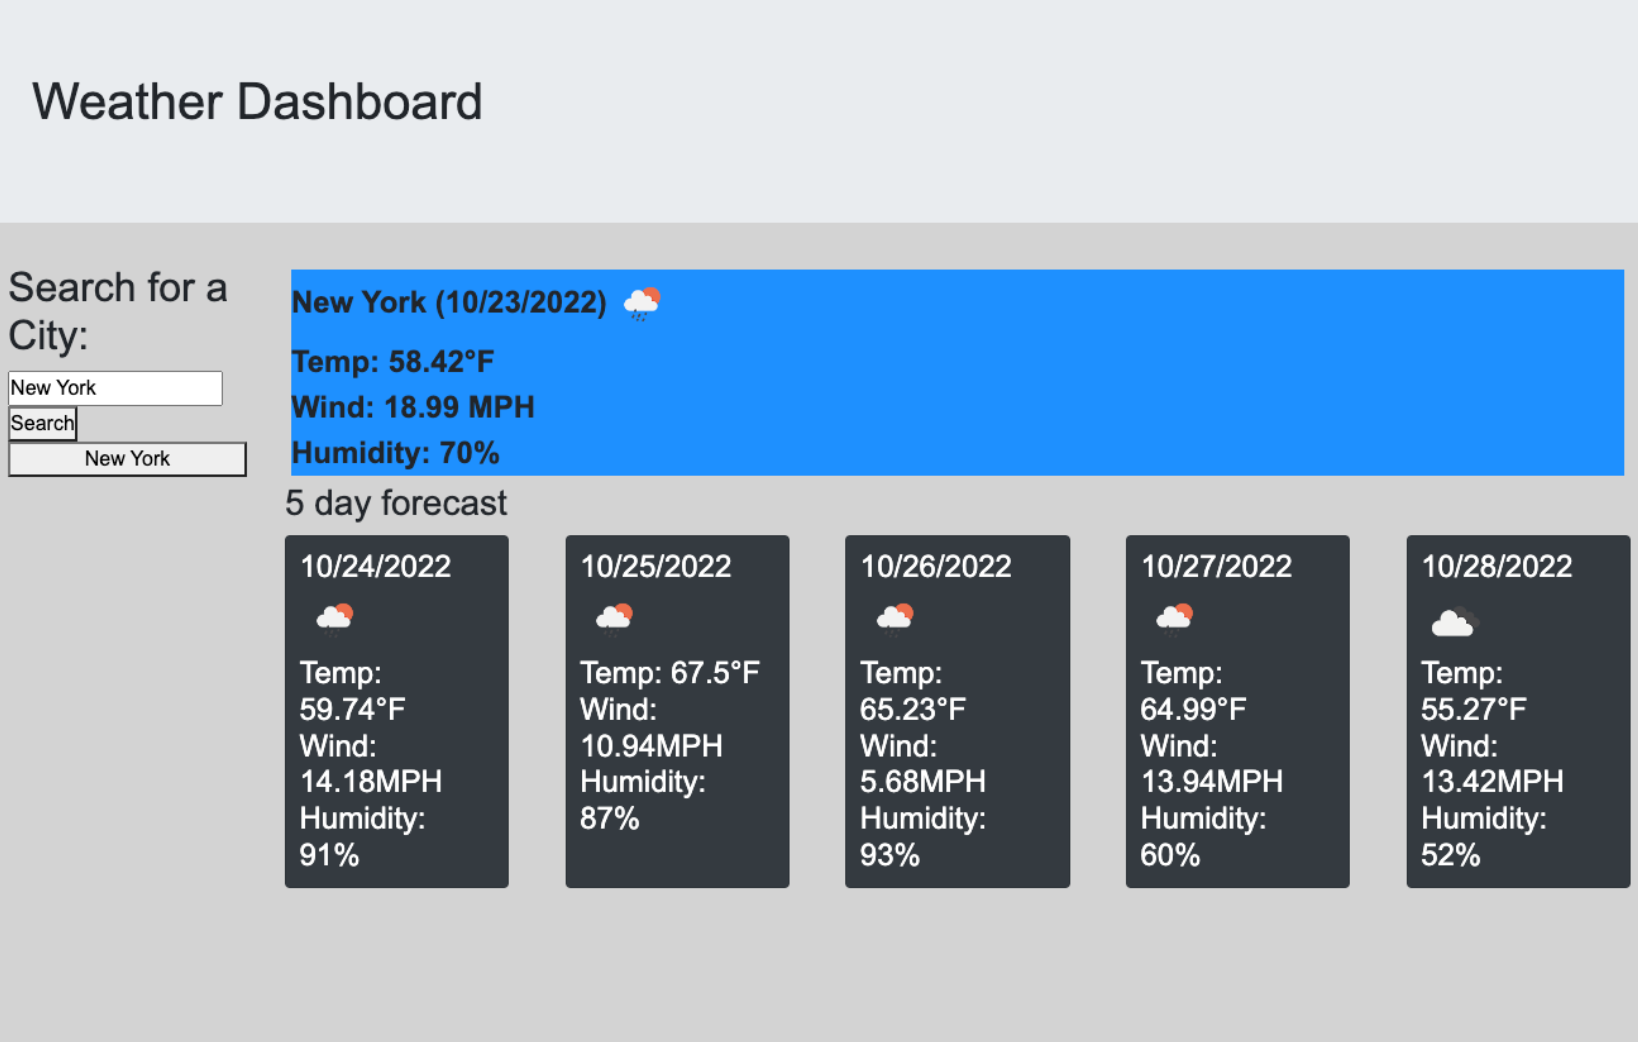 Weather Dashboard
Search for a
City:
New York
Search
New York
New York (10/23/2022)
Temp: 58.42°F
Wind: 18.99 MPH
Humidity: 70%
5 day forecast
10/24/2022
Temp:
59.74°F
Wind:
14.18MPH
Humidity:
91%
10/25/2022
Temp: 67.5°F
Wind:
10.94MPH
Humidity:
87%
10/26/2022
Temp:
65.23°F
Wind:
5.68MPH
Humidity:
93%
10/27/2022
Temp:
64.99°F
Wind:
13.94MPH
Humidity:
60%
10/28/2022
Temp:
55.27°F
Wind:
13.42MPH
Humidity:
52%